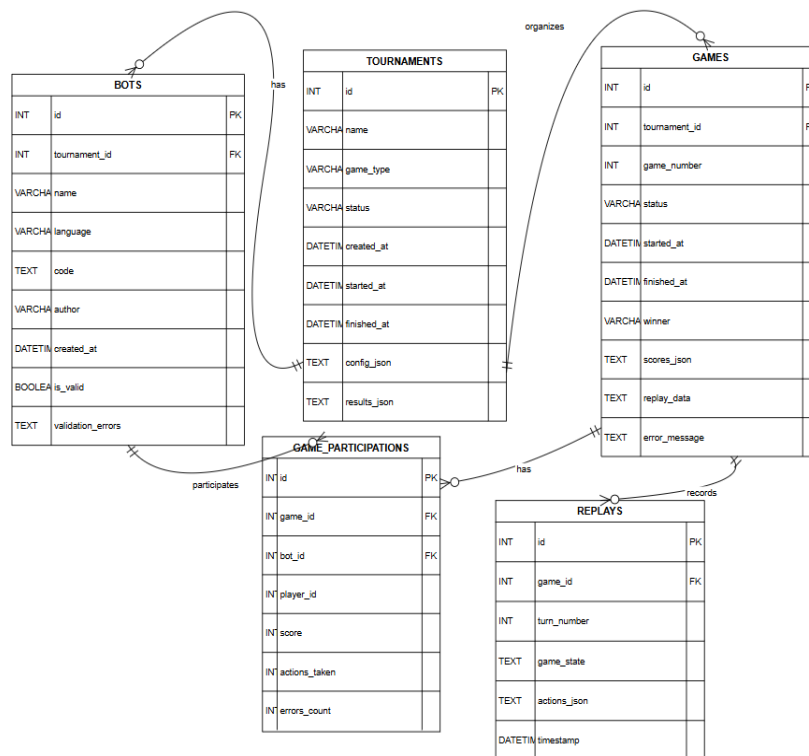 organizes
TOURNAMENTS
GAMES
BOTS
has
INT id PK
VARCHA name
VARCHA game_type
VARCHA status
DATETIM created_at
DATETIM started_at
DATETIM finished_at
TEXT config_json
TEXT results_json
INT id
INT tournament_id
INT game_number
VARCHA status
DATETIM started_at
DATETIM finished_at
VARCHA winner
TEXT scores_json
TEXT replay_data
TEXT error_message
INT id PK
INT tournament_id FK
VARCHA name
VARCHA language
TEXT code
VARCHA author
DATETIM created_at
BOOLEA is_valid
TEXT validation_errors
participates
GAME_PARTICIPATIONS
INT id PK
INT game_id FK
INT bot_id FK
INT player_id
INT score
INT actions_taken
INT errors_count
has
records
REPLAYS
INT id PK
INT game_id FK
INT turn_number
TEXT game_state
TEXT actions_json
DATETIM timestamp